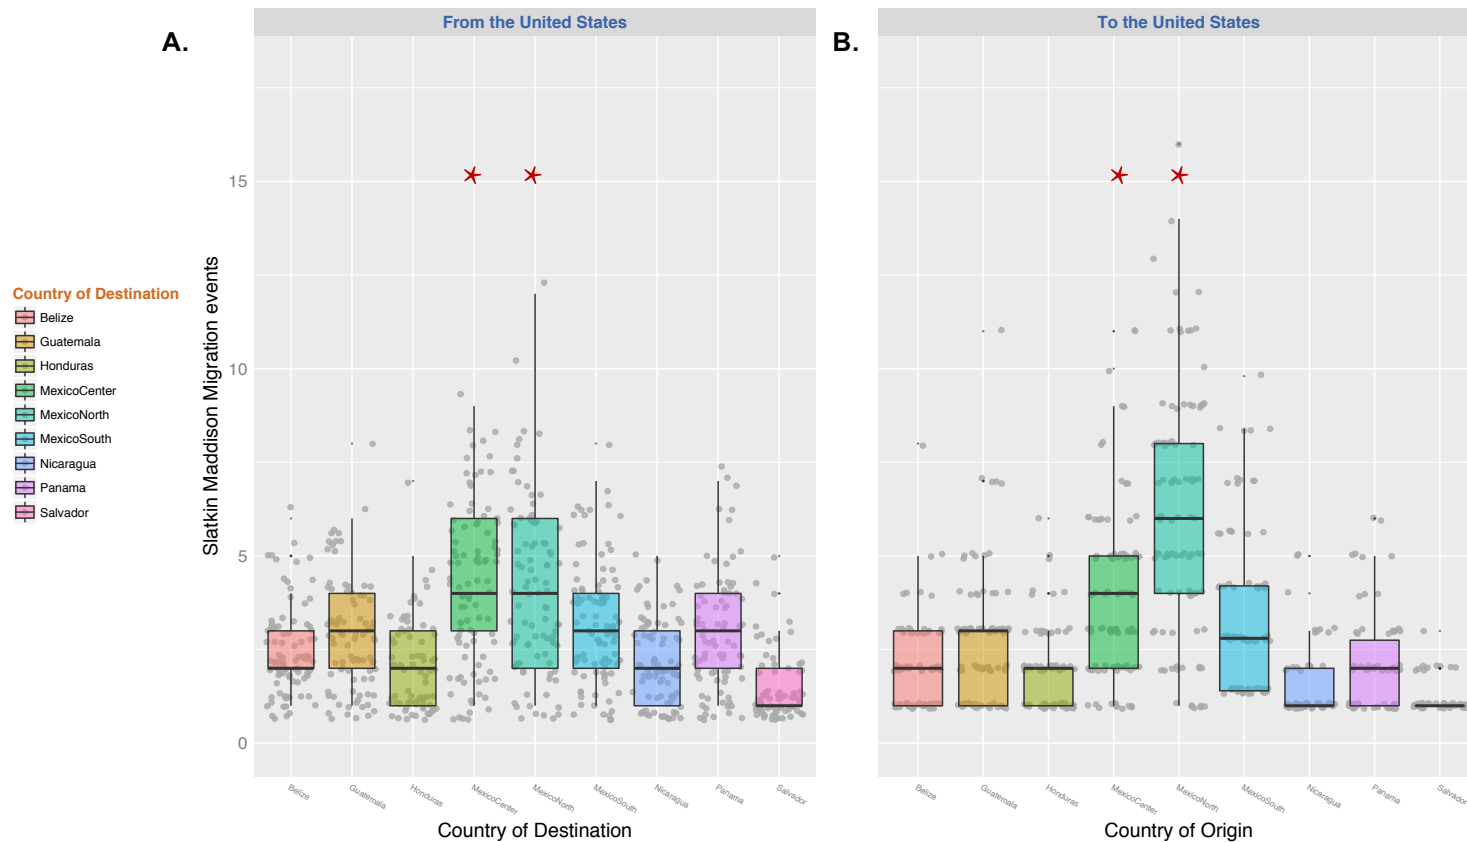 A.
From the United States
B.
To the United States
Slatkin Maddison Migration events
15
10
5
0
Country of Destination
Belize
Guatemala
Honduras
MexicoCenter
MexicoNorth
MexicoSouth
Nicaragua
Panama
Salvador
Belize
Guatemala
Honduras
MexicoCenter
MexicoNorth
MexicoSouth
Nicaragua
Panama
Salvador
Country of Destination
Belize
Guatemala
Honduras
MexicoCenter
MexicoNorth
MexicoSouth
Nicaragua
Panama
Salvador
Country of Origin